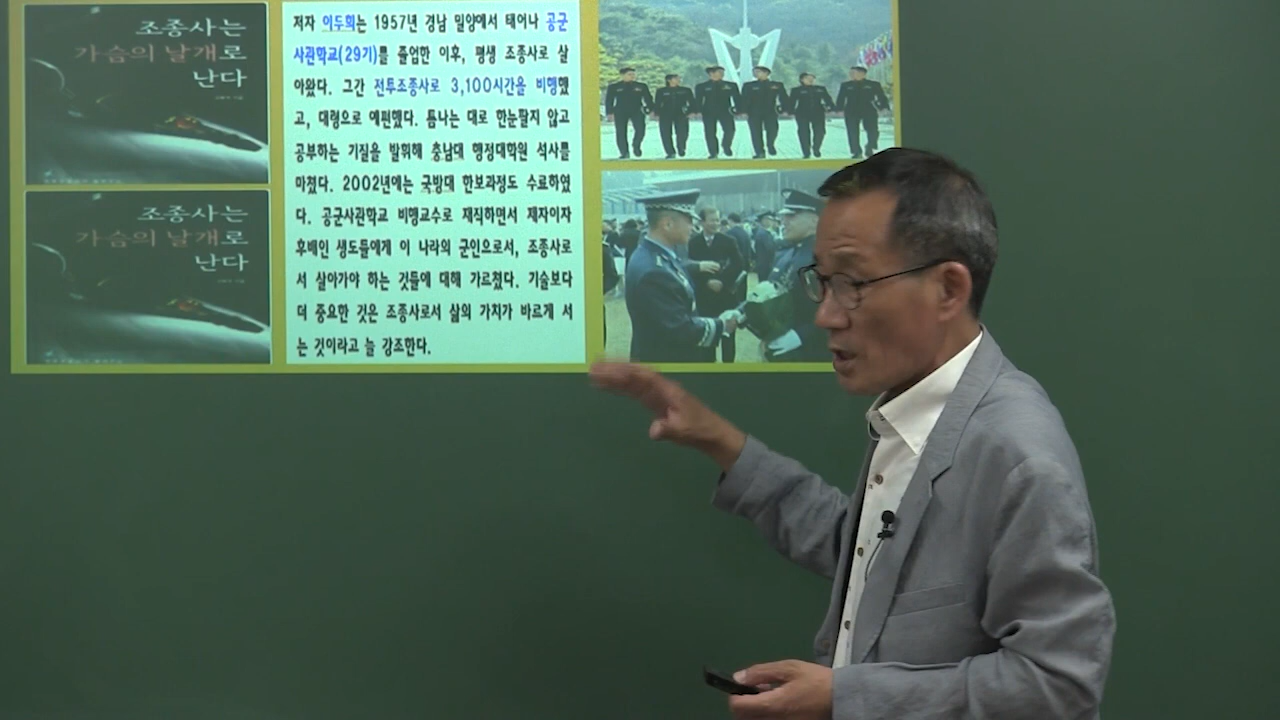 조종사는
가슴의 날개로
난다
저자 이두희는 1957년 경남 밀양에서 태어나 공군
사관학교(29기)를 졸업한 이후, 평생 조종사로 살
아왔다. 그간 전투조종사로 3,100시간을 비행했
고, 대령으로 예편했다. 틈나는 대로 한눈팔지 않고
공부하는 기질을 발휘해 충남대 행정대학원 석사를
마쳤다. 2002년에는 국방대 안보과정도 수료하였
다. 공군사관학교 비행교수로 재직하면서 제자이자
후배인 생도들에게 이 나라의 군인으로서, 조종사로
서 살아가야 하는 것들에 대해 가르쳤다. 기술보다
더 중요한 것은 조종사로서 삶의 가치가 바르게 서
는 것이라고 늘 강조한다.
조종사는
가슴의 날개로
난다